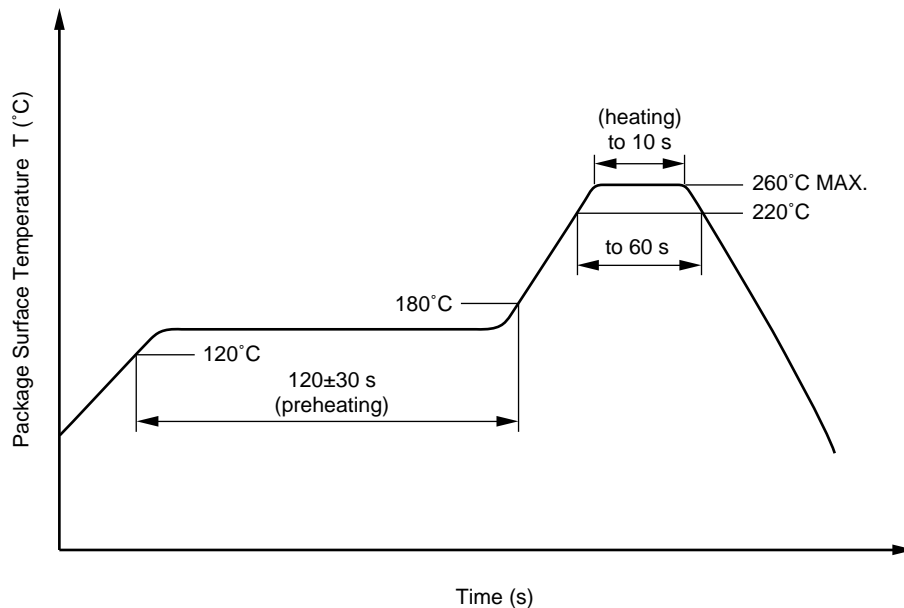 Package Surface Temperature T (˚C)
(heating)
to 10 s
260˚C MAX.
220˚C
to 60 s
180˚C
120˚C
120±30 s
(preheating)
Time (s)